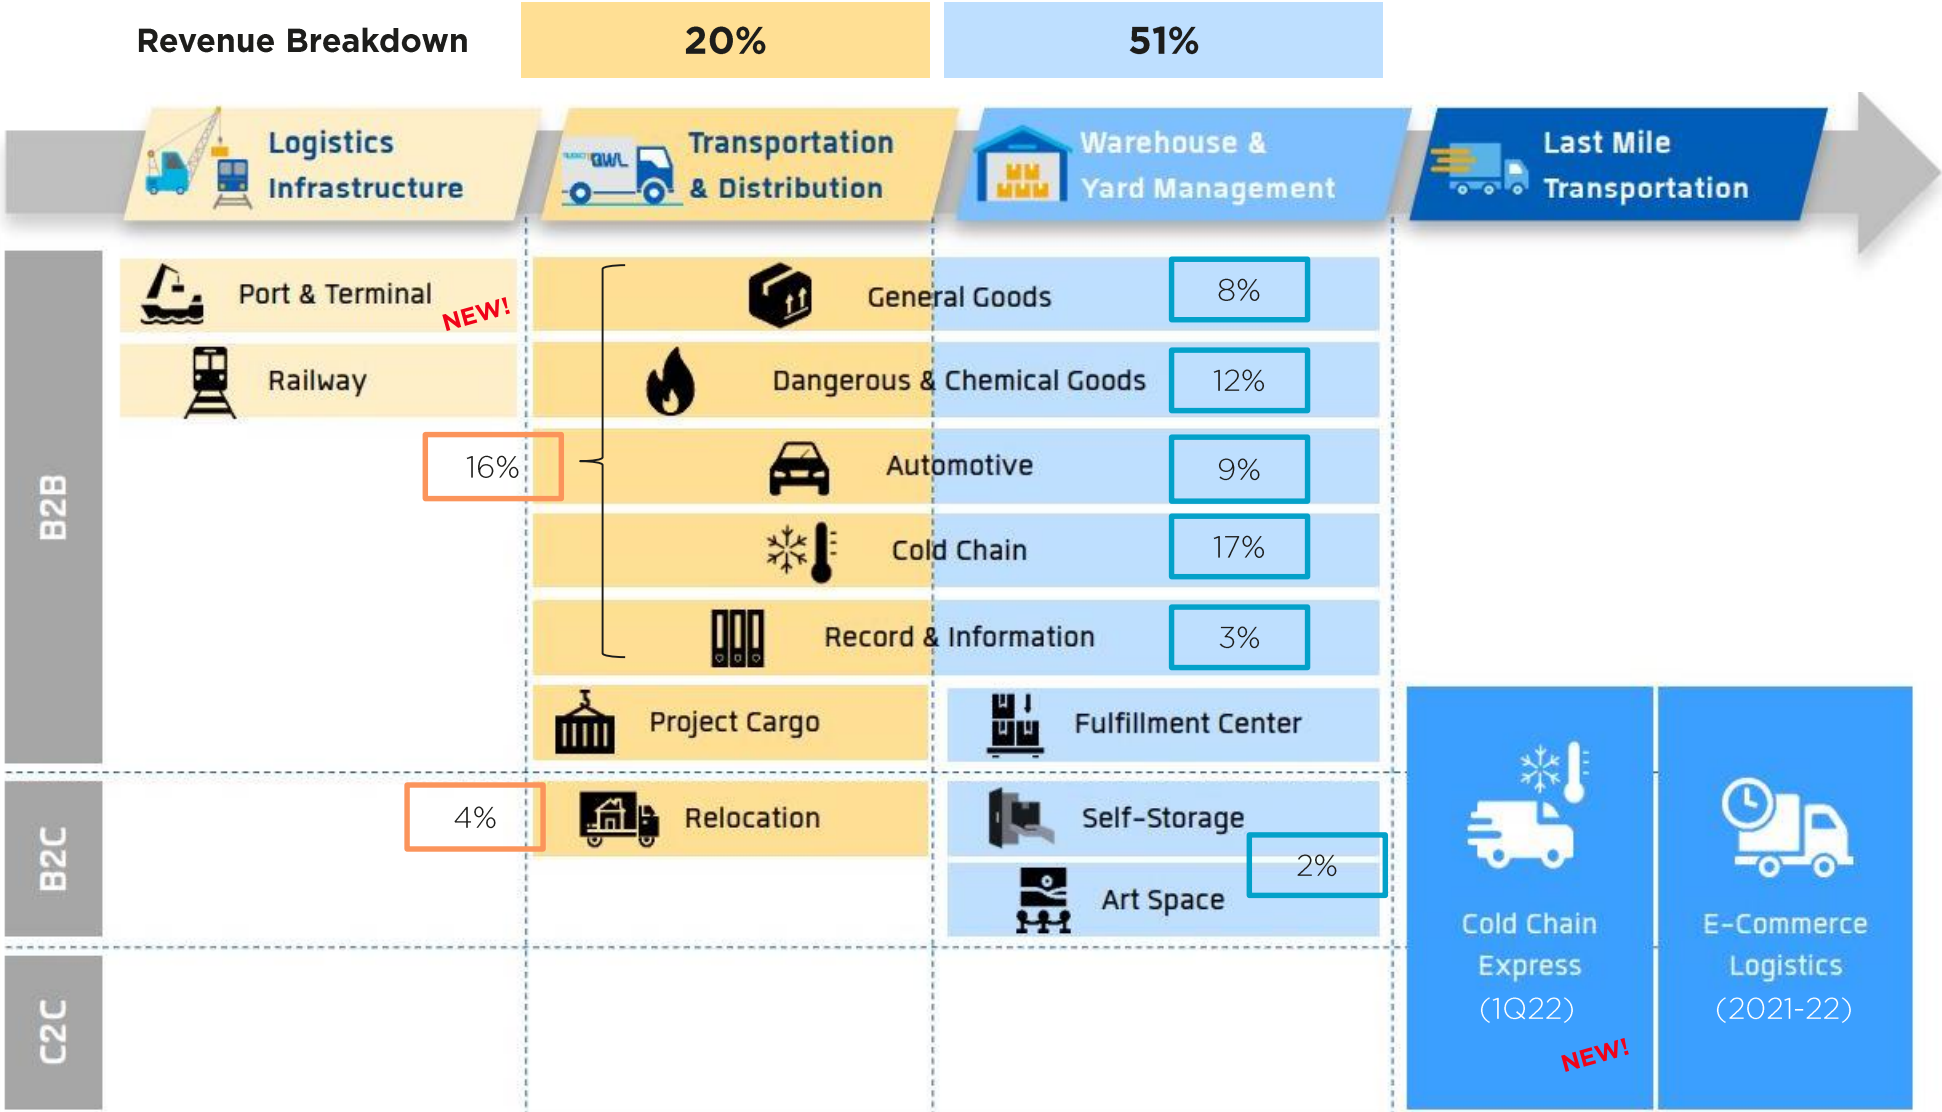 Revenue Breakdown
20%
51%
Logistics
Infrastructure
Transportation
& Distribution
Warehouse &
Yard Management
Last Mile
Transportation
B2B
Port & Terminal
NEW!
Railway
General Goods
8%
Dangerous & Chemical Goods
12%
16%
Automotive
9%
Cold Chain
17%
Record & Information
3%
Project Cargo
Fulfillment Center
B2C
4%
Relocation
Self-Storage
2%
Art Space
C2C
Cold Chain
Express
(1Q22)
NEW!
E-Commerce
Logistics
(2021-22)